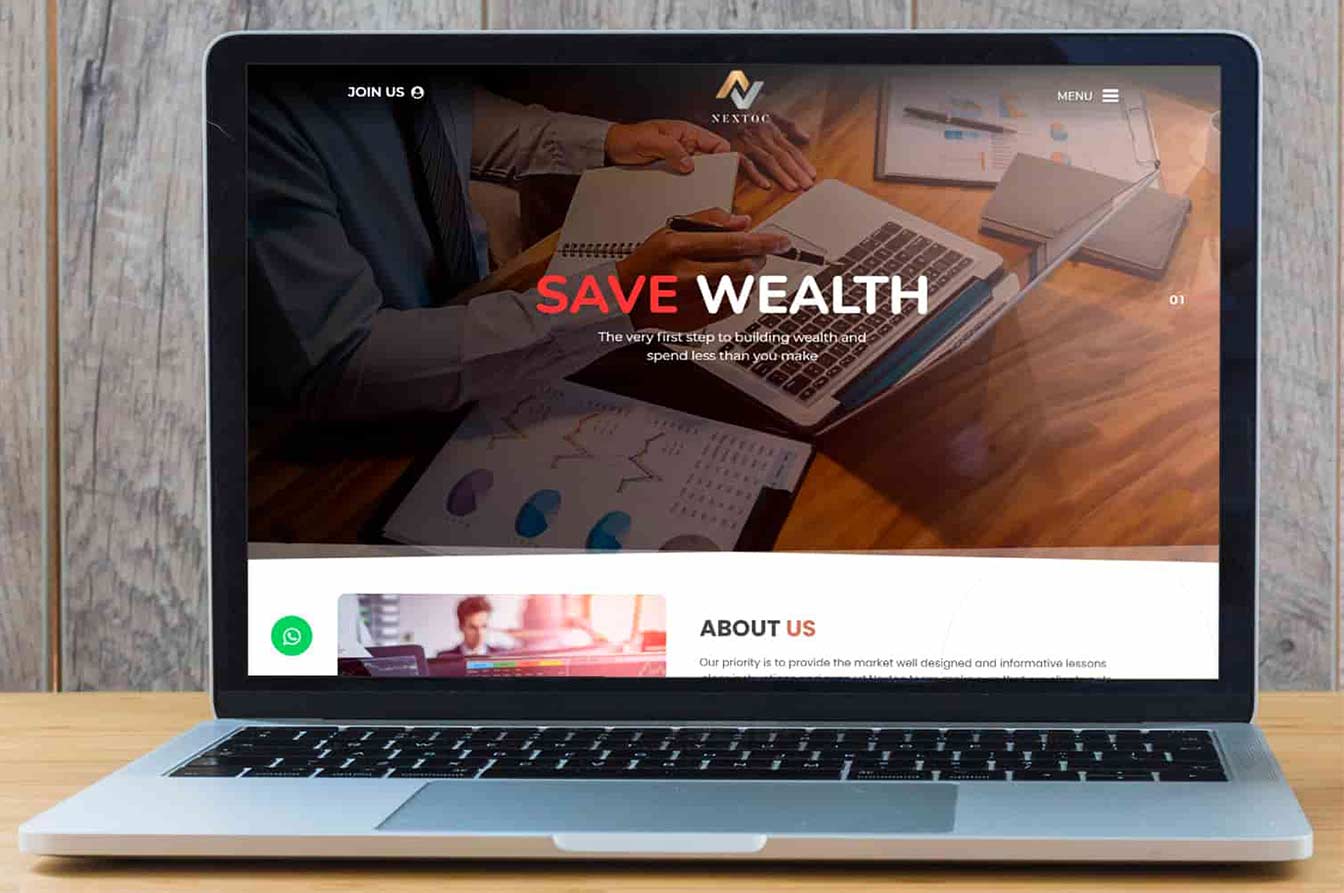 JOIN US
NEXTOC
MENU
SAVE WEALTH
01
The very first step to building wealth and
spend less than you make
ABOUT US
Our priority is to provide the market well designed and informative lessons